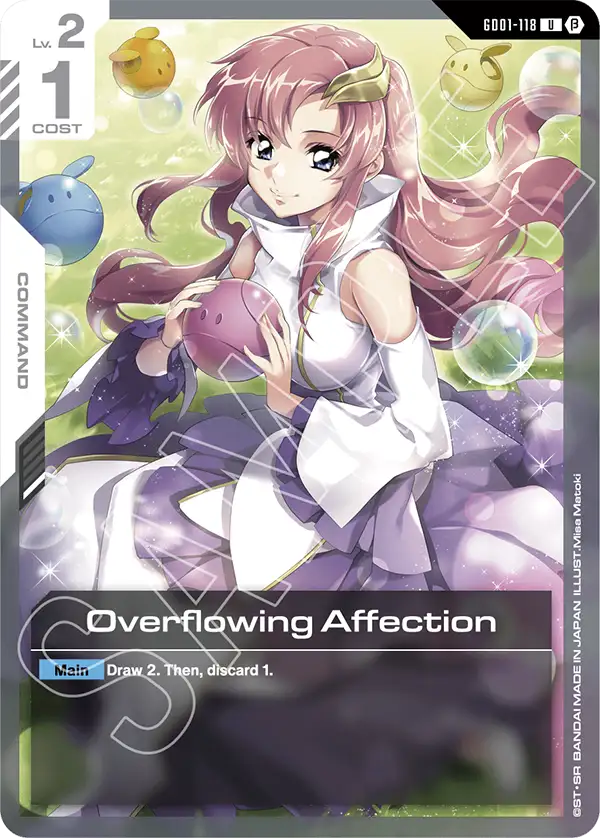 GD01-118 U β
Lv. 2
1
COST
COMMAND
SAMPLE
Overflowing Affection
Main Draw 2. Then, discard 1.
©ST・SR BANDAI MADE IN JAPAN ILLUST.Misa Matoki